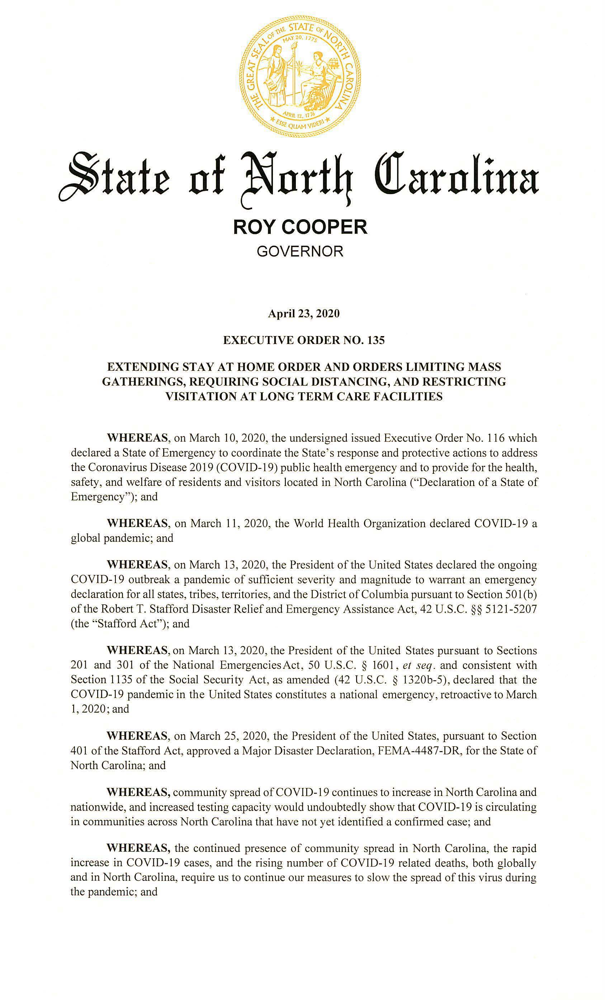 THE GREAT SEAL OF THE STATE OF NORTH CAROLINA
MAY 20, 1775
APRIL 12, 1776
★ ESSE QUAM VIDERI ★
State of North Carolina
ROY COOPER
GOVERNOR
April 23, 2020
EXECUTIVE ORDER NO. 135
EXTENDING STAY AT HOME ORDER AND ORDERS LIMITING MASS
GATHERINGS, REQUIRING SOCIAL DISTANCING, AND RESTRICTING
VISITATION AT LONG TERM CARE FACILITIES
WHEREAS, on March 10, 2020, the undersigned issued Executive Order No. 116 which
declared a State of Emergency to coordinate the State's response and protective actions to address
the Coronavirus Disease 2019 (COVID-19) public health emergency and to provide for the health,
safety, and welfare of residents and visitors located in North Carolina (“Declaration of a State of
Emergency”); and
WHEREAS, on March 11, 2020, the World Health Organization declared COVID-19 a
global pandemic; and
WHEREAS, on March 13, 2020, the President of the United States declared the ongoing
COVID-19 outbreak a pandemic of sufficient severity and magnitude to warrant an emergency
declaration for all states, tribes, territories, and the District of Columbia pursuant to Section 501(b)
of the Robert T. Stafford Disaster Relief and Emergency Assistance Act, 42 U.S.C. §§ 5121-5207
(the “Stafford Act”); and
WHEREAS, on March 13, 2020, the President of the United States pursuant to Sections
201 and 301 of the National Emergencies Act, 50 U.S.C. § 1601, et seq. and consistent with
Section 1135 of the Social Security Act, as amended (42 U.S.C. § 1320b-5), declared that the
COVID-19 pandemic in the United States constitutes a national emergency, retroactive to March
1, 2020; and
WHEREAS, on March 25, 2020, the President of the United States, pursuant to Section
401 of the Stafford Act, approved a Major Disaster Declaration, FEMA-4487-DR, for the State of
North Carolina; and
WHEREAS, community spread of COVID-19 continues to increase in North Carolina and
nationwide, and increased testing capacity would undoubtedly show that COVID-19 is circulating
in communities across North Carolina that have not yet identified a confirmed case; and
WHEREAS, the continued presence of community spread in North Carolina, the rapid
increase in COVID-19 cases, and the rising number of COVID-19 related deaths, both globally
and in North Carolina, require us to continue our measures to slow the spread of this virus during
the pandemic; and